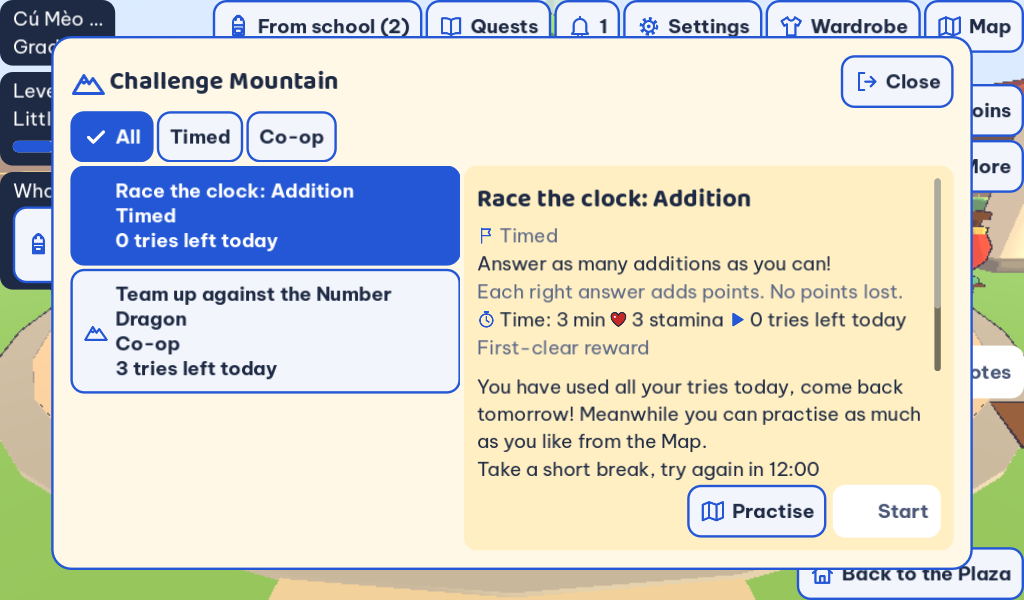 Cú Mèo ...
From school (2)
Quests
1
Settings
Wardrobe
Map
Challenge Mountain
Close
All
Timed
Co-op
Race the clock: Addition
Timed
0 tries left today
Team up against the Number
Dragon
Co-op
3 tries left today
Race the clock: Addition
Timed
Answer as many additions as you can!
Each right answer adds points. No points lost.
Time: 3 min 3 stamina 0 tries left today
First-clear reward
You have used all your tries today, come back
tomorrow! Meanwhile you can practise as much
as you like from the Map.
Take a short break, try again in 12:00
Practise
Start
More
Back to the Plaza